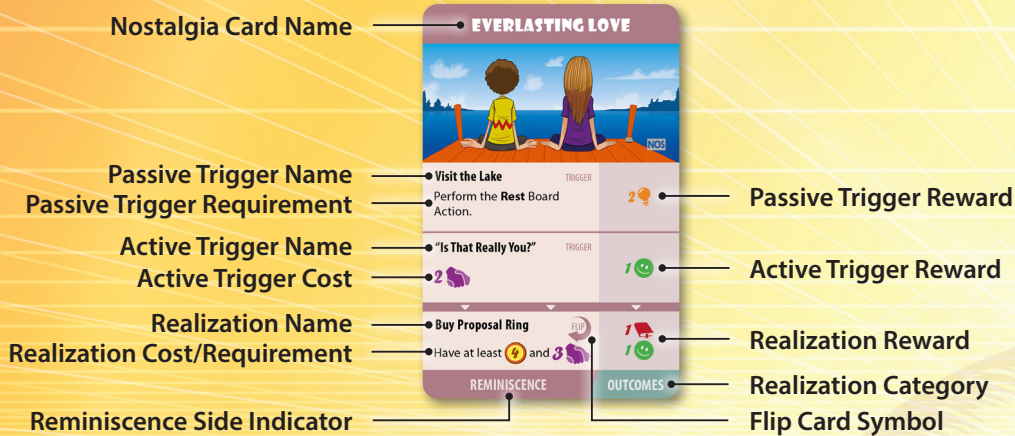 Nostalgia Card Name
EVERLASTING LOVE
NOS
Passive Trigger Name
Visit the Lake
TRIGGER
Passive Trigger Requirement
Perform the Rest Board
Action.
2
Passive Trigger Reward
Active Trigger Name
"Is That Really You?"
TRIGGER
Active Trigger Cost
2
1
Active Trigger Reward
Realization Name
Buy Proposal Ring
FLIP
1
Realization Cost/Requirement
Have at least 4 and 3
1
Realization Reward
REMINISCENCE
OUTCOMES
Realization Category
Reminiscence Side Indicator
Flip Card Symbol